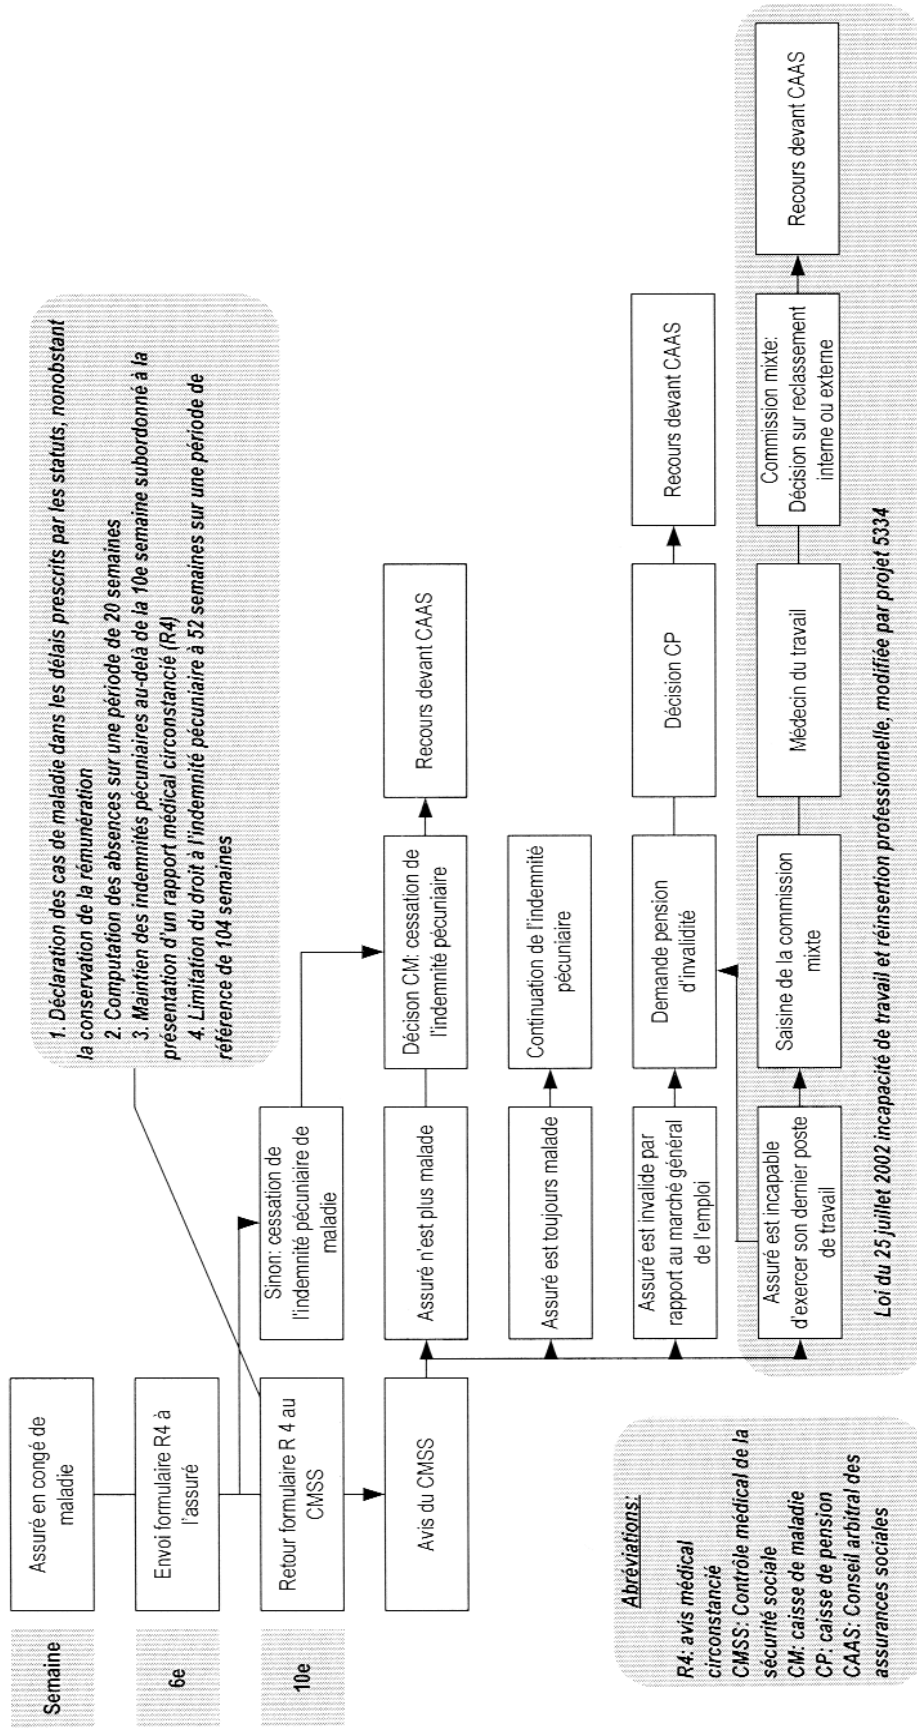 Semaine
Assuré en congé de
maladie
6e
Envoi formulaire R4 à
l'assuré
10e
Retour formulaire R 4 au
CMSS
Avis du CMSS
1. Déclaration des cas de maladie dans les délais prescrits par les statuts, nonobstant
la conservation de la rémunération
2. Computation des absences sur une période de 20 semaines
3. Maintien des indemnités pécuniaires au-delà de la 10e semaine subordonné à la
présentation d'un rapport médical circonstancié (R4)
4. Limitation du droit à l'indemnité pécuniaire à 52 semaines sur une période de
référence de 104 semaines
Sinon: cessation de
l'indemnité pécuniaire de
maladie
Assuré n'est plus malade
Décison CM: cessation de
l'indemnité pécuniaire
Recours devant CAAS
Assuré est toujours malade
Continuation de l'indemnité
pécuniaire
Assuré est invalide par
rapport au marché général
de l'emploi
Demande pension
d'invalidité
Décision CP
Recours devant CAAS
Assuré est incapable
d'exercer son dernier poste
de travail
Saisine de la commission
mixte
Médecin du travail
Commission mixte:
Décision sur reclassement
interne ou externe
Recours devant CAAS
Loi du 25 juillet 2002 incapacité de travail et réinsertion professionnelle, modifiée par projet 5334
Abréviations:
R4: avis médical
circonstancié
CMSS: Contrôle médical de la
sécurité sociale
CM: caisse de maladie
CP: caisse de pension
CAAS: Conseil arbitral des
assurances sociales